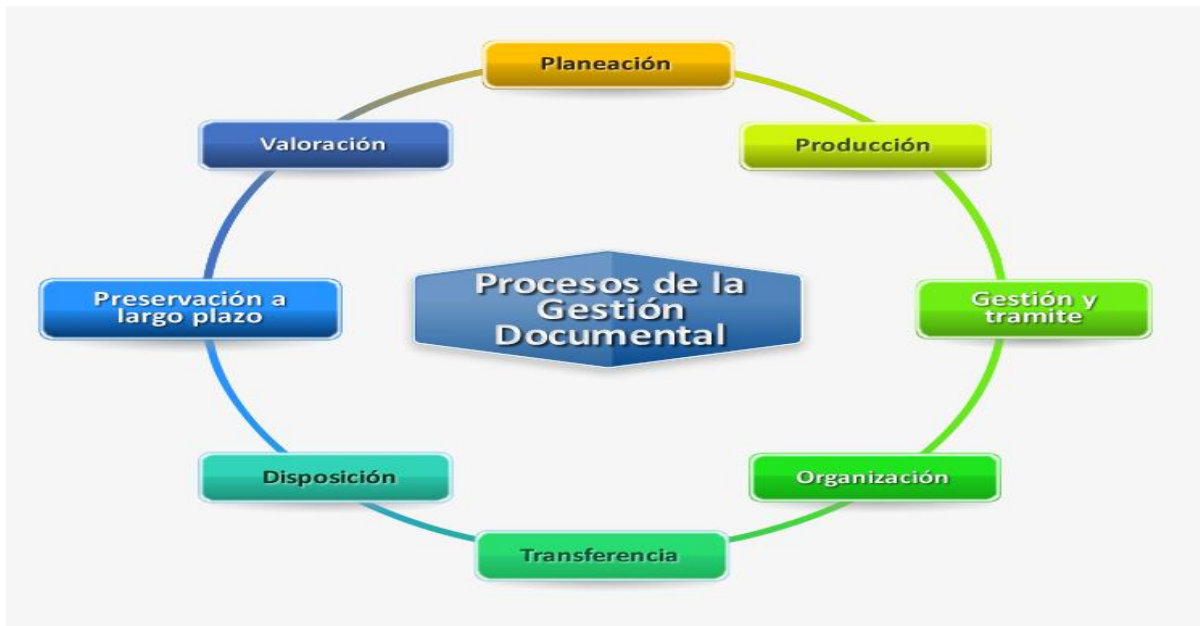 Planeación
Valoración
Producción
Procesos de la
Gestión
Documental
Preservación a
largo plazo
Gestión y
tramite
Disposición
Organización
Transferencia